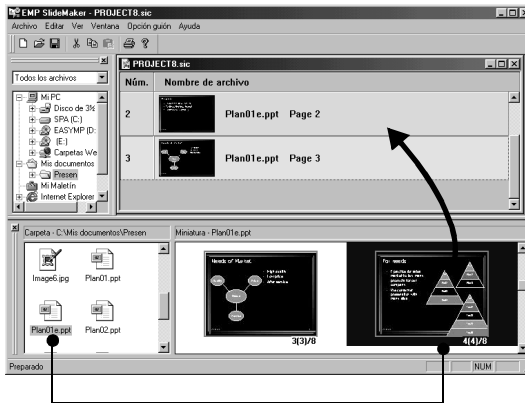 EMP SlideMaker - PROJECT8.sic
Archivo Editar Ver Ventana Opción guión Ayuda
Todos los archivos
Mi PC
Disco de 3½
SPA (C:)
EASYMP (D:
(E:)
Carpetas We
Mis documentos
Presen
Mi Maletín
Internet Explorer
PROJECT8.sic
Núm. Nombre de archivo
2 Plan01e.ppt Page 2
3 Plan01e.ppt Page 3
Carpeta - C:\Mis documentos\Presen
Image6.jpg Plan01.ppt
Plan01e.ppt Plan02.ppt
Miniatura - Plan01e.ppt
Needs of Market
3(3)/8
For needs
4(4)/8
Preparado
NUM